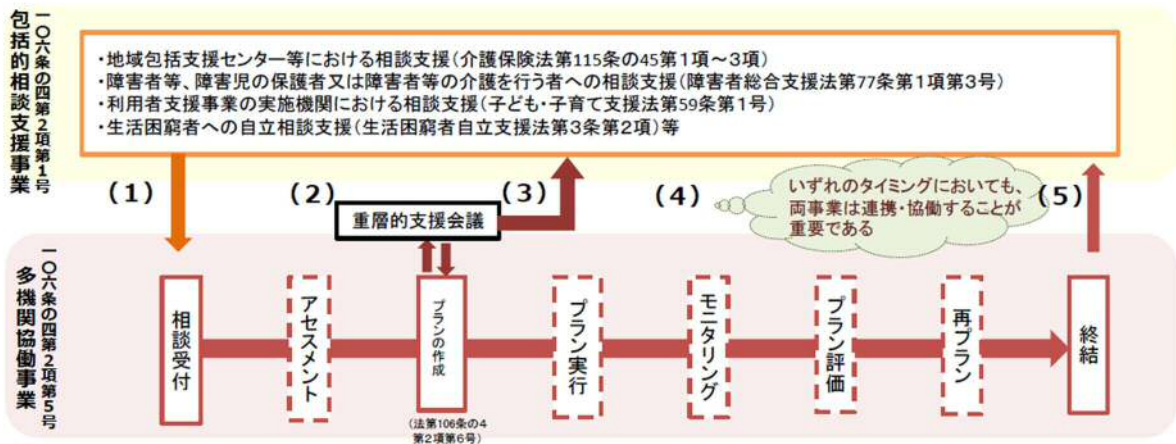 一〇六条の四第2項第1号
包括的相談支援事業
・地域包括支援センター等における相談支援(介護保険法第115条の45第1項～3項)
・障害者等、障害児の保護者又は障害者等の介護を行う者への相談支援(障害者総合支援法第77条第1項第3号)
・利用者支援事業の実施機関における相談支援(子ども・子育て支援法第59条第1号)
・生活困窮者への自立相談支援(生活困窮者自立支援法第3条第2項)等
(1)
(2)
(3)
(4)
(5)
いずれのタイミングにおいても、
両事業は連携・協働することが
重要である
重層的支援会議
一〇六条の四第2項第5号
多機関協働事業
相談受付
アセスメント
プランの作成
プラン実行
モニタリング
プラン評価
再プラン
終結
(法第106条の4
第2項第6号)